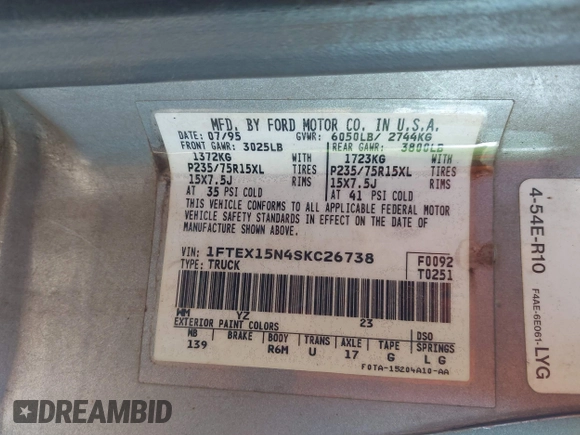 MFD. BY FORD MOTOR CO. IN U.S.A.
DATE: 07/95 GVWR: 6050LB/ 2744KG
FRONT GAWR: 3025LB REAR GAWR: 3800LB
1372KG WITH 1723KG WITH
P235/75R15XL TIRES P235/75R15XL TIRES
15X7.5J RIMS 15X7.5J RIMS
AT 35 PSI COLD AT 41 PSI COLD
THIS VEHICLE CONFORMS TO ALL APPLICABLE FEDERAL MOTOR
VEHICLE SAFETY STANDARDS IN EFFECT ON THE DATE OF
MANUFACTURE SHOWN ABOVE.
VIN: 1FTEX15N4SKC26738 F0092
TYPE: TRUCK T0251
WM YZ 23
EXTERIOR PAINT COLORS DSO
WB BRAKE BODY TRANS AXLE TAPE SPRINGS
139 R6M U 17 G LG
F0TA-15204A10-AA
4-54E-R10
F4AE-6E061-LYG
DREAMBID